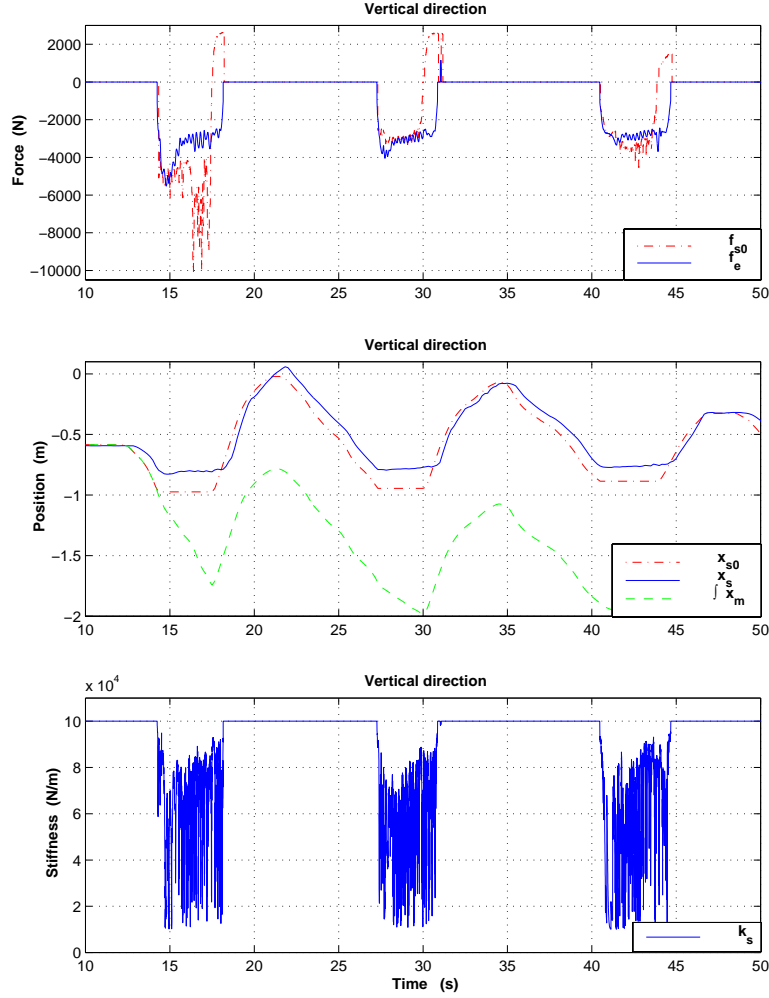 Vertical direction
2000
0
−2000
−4000
−6000
−8000
−10000
Force (N)
f_s0
f_e
10 15 20 25 30 35 40 45 50
Vertical direction
0
−0.5
−1
−1.5
−2
Position (m)
x_s0
x_s
∫ x_m
10 15 20 25 30 35 40 45 50
x 10^4
Vertical direction
10
8
6
4
2
0
Stiffness (N/m)
k_s
10 15 20 25 30 35 40 45 50
Time (s)